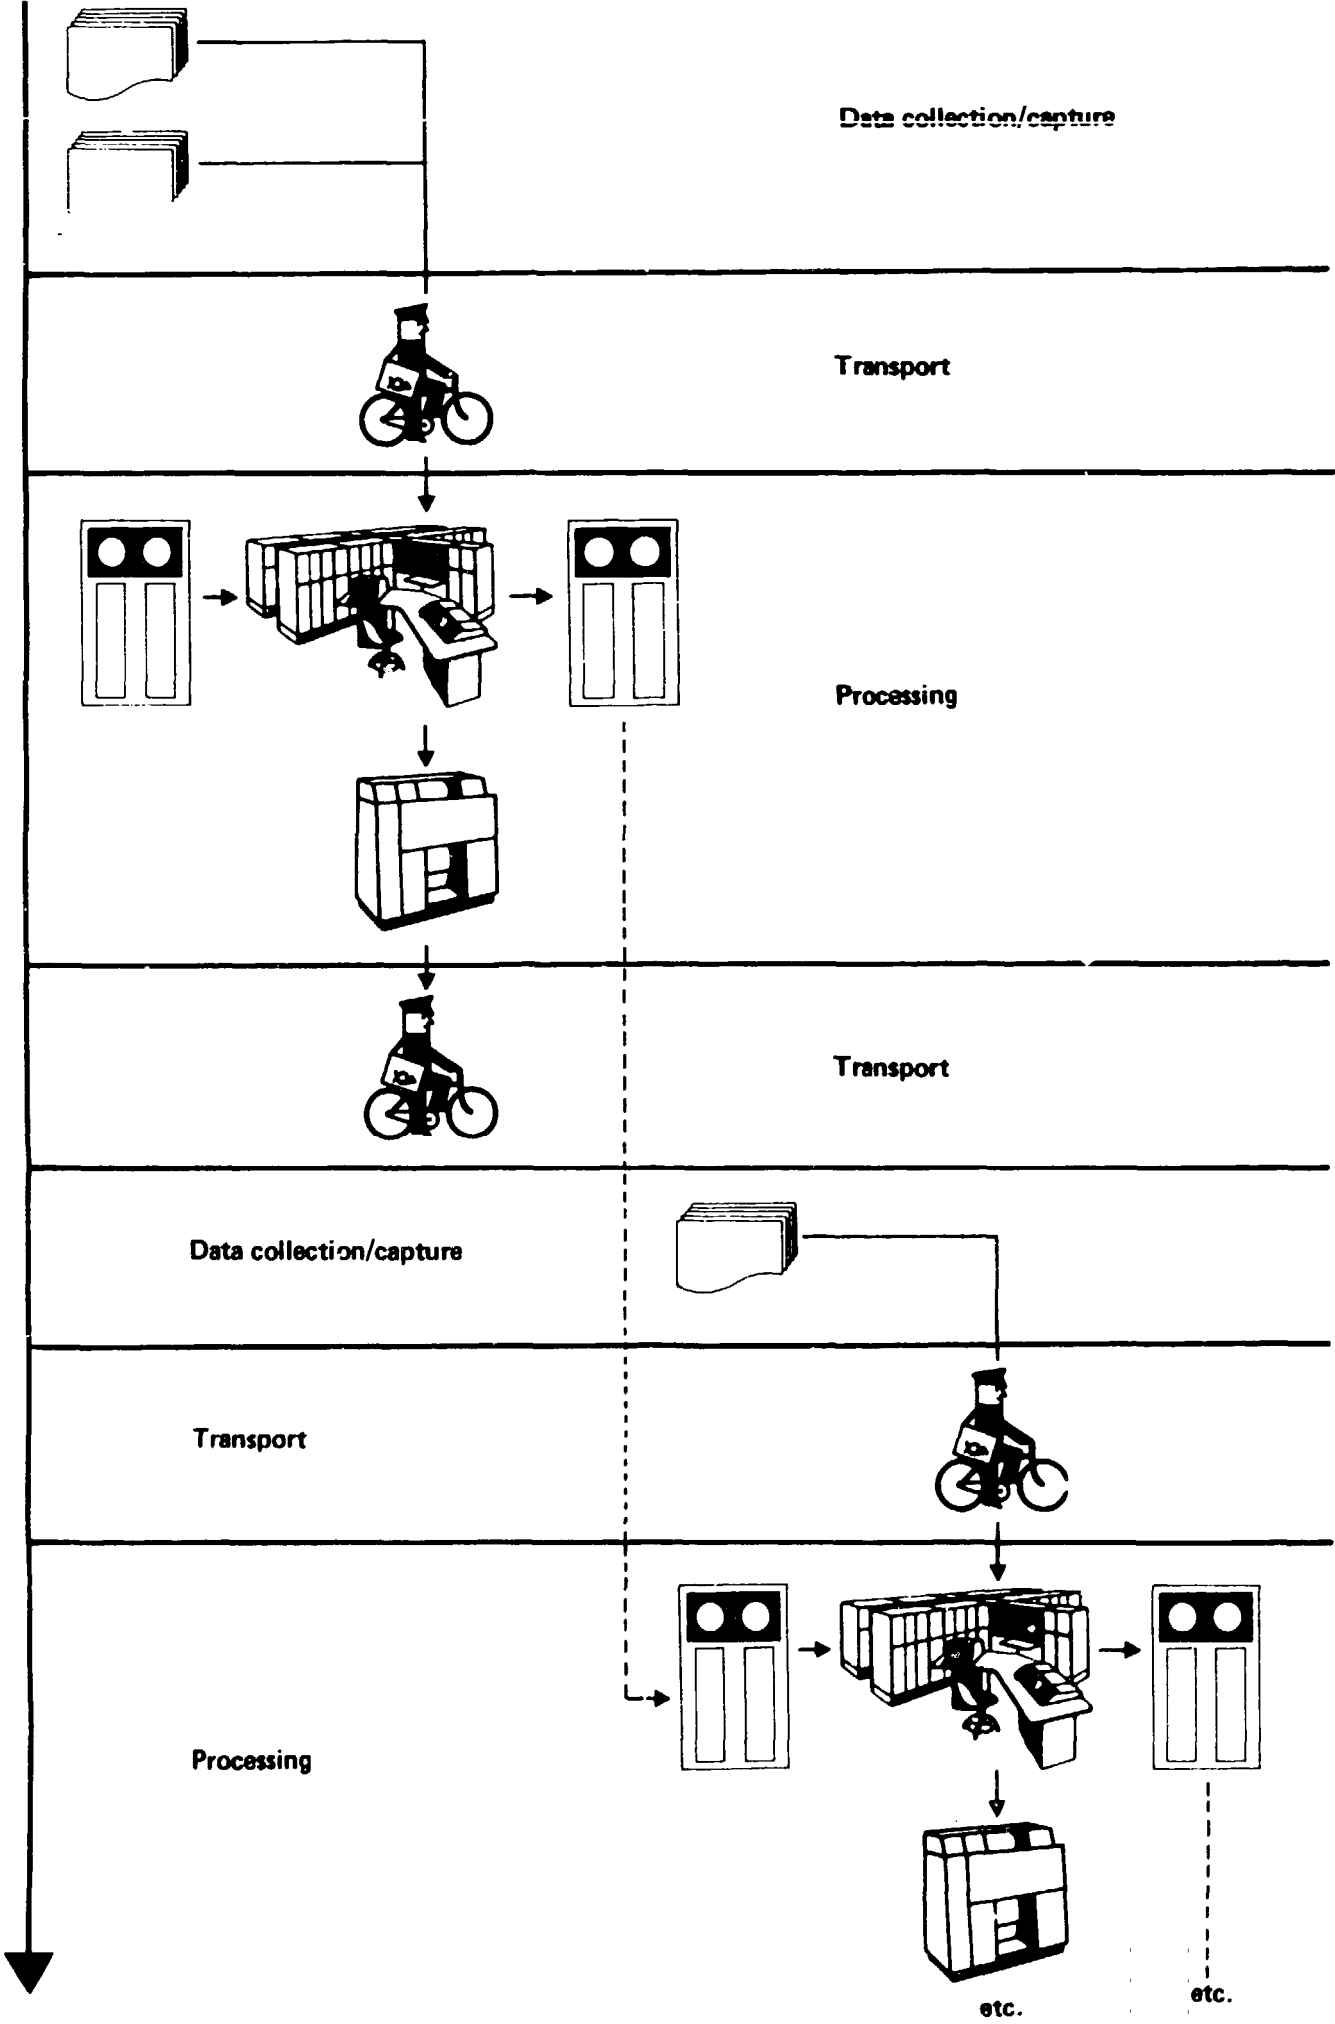 Data collection/capture
Transport
Processing
Transport
Data collection/capture
Transport
Processing
etc.
etc.